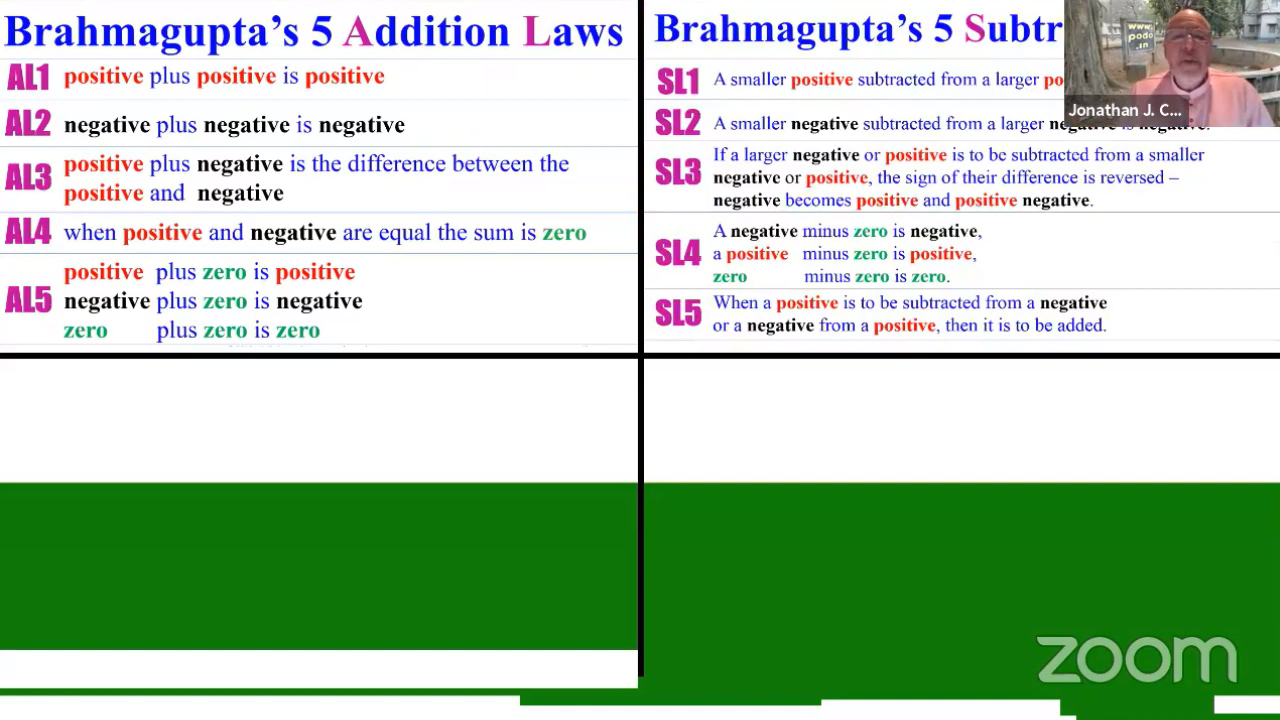 Brahmagupta's 5 Addition Laws
AL1 positive plus positive is positive
AL2 negative plus negative is negative
AL3 positive plus negative is the difference between the
positive and negative
AL4 when positive and negative are equal the sum is zero
AL5 positive plus zero is positive
negative plus zero is negative
zero plus zero is zero
Brahmagupta's 5 Subtr
SL1 A smaller positive subtracted from a larger po
SL2 A smaller negative subtracted from a larger negative is negative.
SL3 If a larger negative or positive is to be subtracted from a smaller
negative or positive, the sign of their difference is reversed –
negative becomes positive and positive negative.
SL4 A negative minus zero is negative,
a positive minus zero is positive,
zero minus zero is zero.
SL5 When a positive is to be subtracted from a negative
or a negative from a positive, then it is to be added.
www.
podo
.in
Jonathan J. C...
zoom